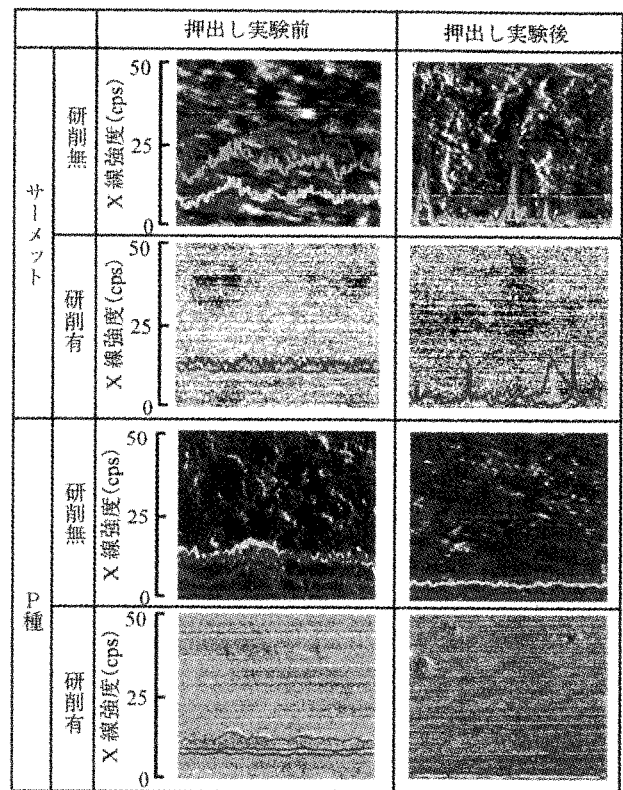 押出し実験前
押出し実験後
サーメット
研削無
X線強度(cps)
50
25
0
研削有
X線強度(cps)
50
25
0
P種
研削無
X線強度(cps)
50
25
0
研削有
X線強度(cps)
50
25
0